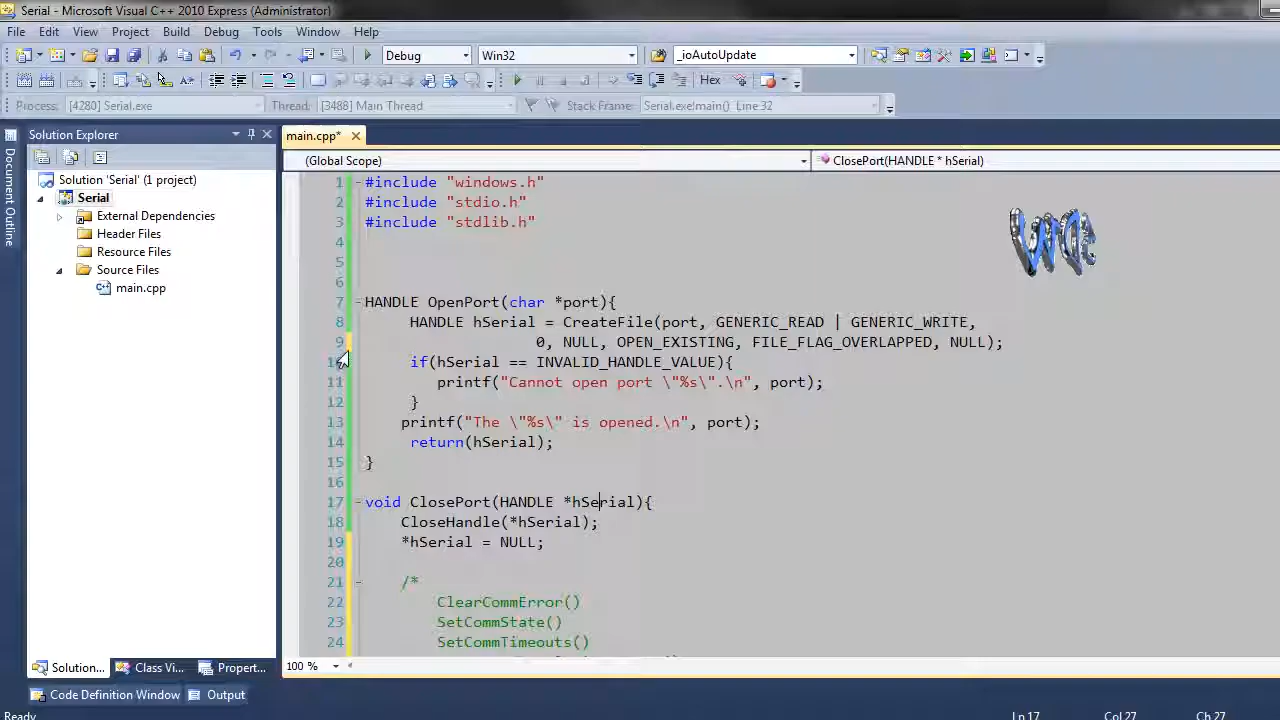 Serial - Microsoft Visual C++ 2010 Express (Administrator)
File Edit View Project Build Debug Tools Window Help
Debug Win32 _ioAutoUpdate
Hex
Process: [4280] Serial.exe Thread: [3488] Main Thread Stack Frame: Serial.exe!main() Line 32
Document Outline
Solution Explorer
Solution 'Serial' (1 project)
Serial
External Dependencies
Header Files
Resource Files
Source Files
main.cpp
main.cpp*
(Global Scope) ClosePort(HANDLE * hSerial)
1 #include "windows.h"
2 #include "stdio.h"
3 #include "stdlib.h"
4
5
6
7 HANDLE OpenPort(char *port){
8 HANDLE hSerial = CreateFile(port, GENERIC_READ | GENERIC_WRITE,
9 0, NULL, OPEN_EXISTING, FILE_FLAG_OVERLAPPED, NULL);
10 if(hSerial == INVALID_HANDLE_VALUE){
11 printf("Cannot open port \"%s\".\n", port);
12 }
13 printf("The \"%s\" is opened.\n", port);
14 return(hSerial);
15 }
16
17 void ClosePort(HANDLE *hSerial){
18 CloseHandle(*hSerial);
19 *hSerial = NULL;
20
21 /*
22 ClearCommError()
23 SetCommState()
24 SetCommTimeouts()
100 %
Solution... Class Vi... Propert...
Code Definition Window Output
Ready Ln 17 Col 27 Ch 27